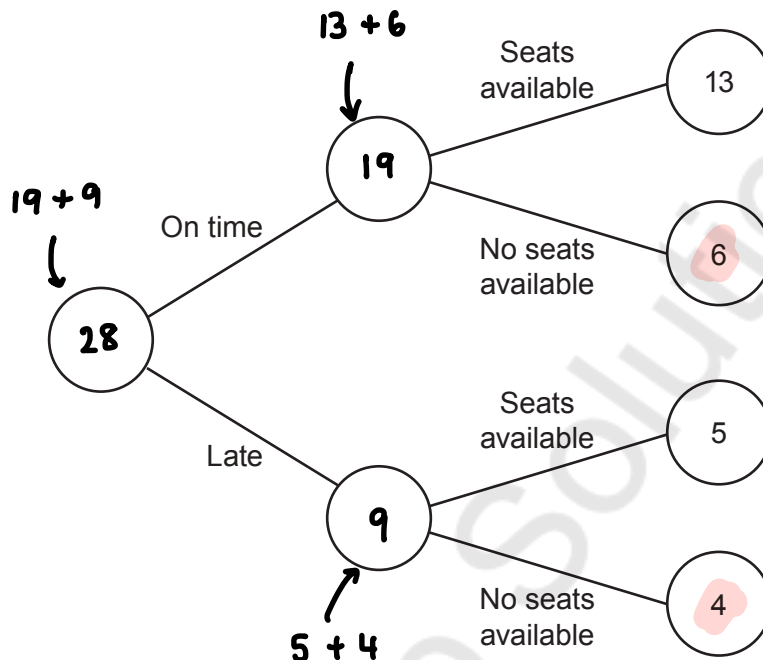 13 + 6
Seats
available
13
19
19 + 9
On time
No seats
available
6
28
Seats
available
5
Late
9
No seats
available
4
5 + 4
Solutio